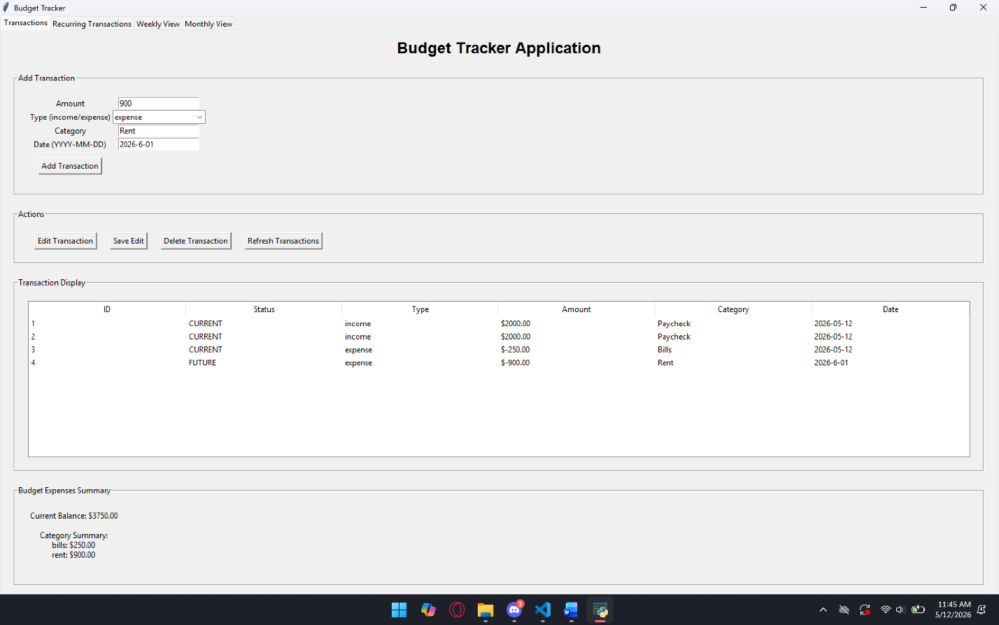 Budget Tracker
Transactions Recurring Transactions Weekly View Monthly View
Budget Tracker Application
Add Transaction
Amount 900
Type (income/expense) expense
Category Rent
Date (YYYY-MM-DD) 2026-6-01
Add Transaction
Actions
Edit Transaction Save Edit Delete Transaction Refresh Transactions
Transaction Display
ID Status Type Amount Category Date
1 CURRENT income $2000.00 Paycheck 2026-05-12
2 CURRENT income $2000.00 Paycheck 2026-05-12
3 CURRENT expense $-250.00 Bills 2026-05-12
4 FUTURE expense $-900.00 Rent 2026-6-01
Budget Expenses Summary
Current Balance: $3750.00
Category Summary:
bills: $250.00
rent: $900.00
3
11:45 AM
5/12/2026